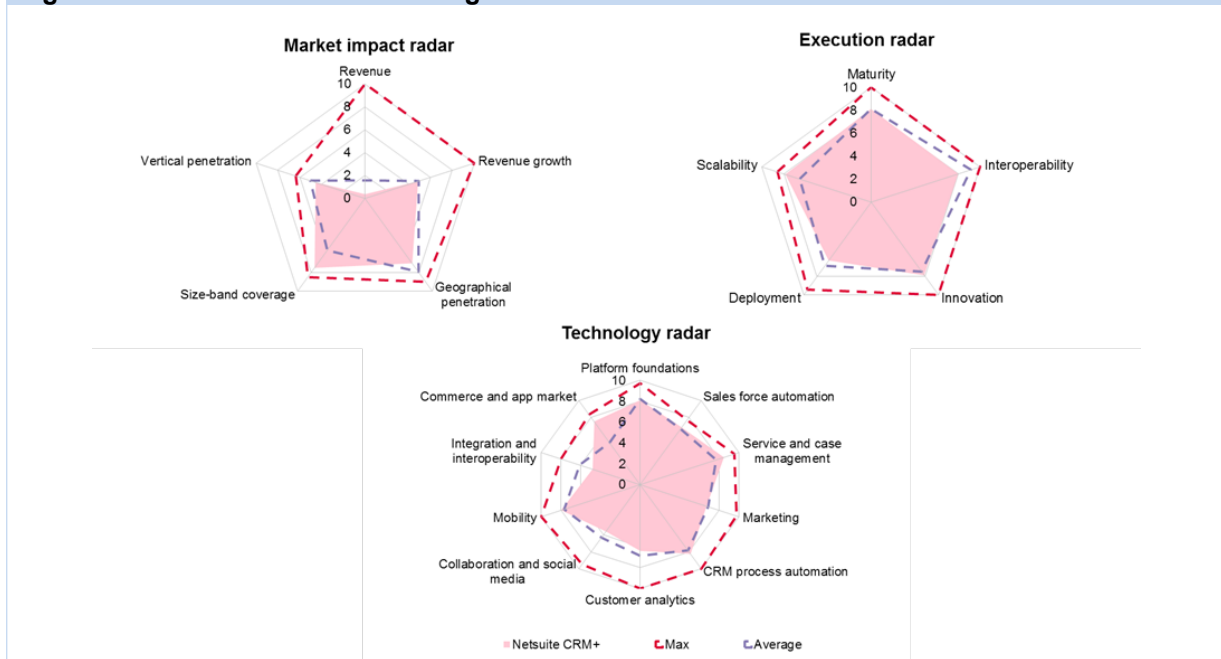 Market impact radar
Revenue
10
8
6
4
2
0
Vertical penetration
Revenue growth
Size-band coverage
Geographical
penetration
Execution radar
Maturity
10
8
6
4
2
0
Scalability
Interoperability
Deployment
Innovation
Technology radar
Platform foundations
10
8
6
4
2
0
Commerce and app market
Sales force automation
Integration and
interoperability
Service and case
management
Mobility
Marketing
Collaboration and social
media
CRM process automation
Customer analytics
Netsuite CRM+
Max
Average